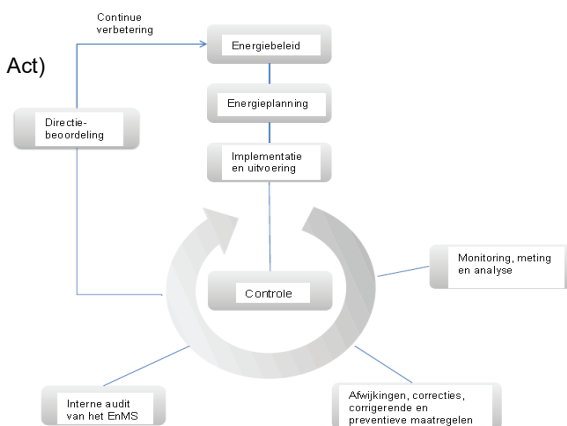 Continue
verbetering
Act)
Energiebeleid
Energieplanning
Directie-
beoordeling
Implementatie
en uitvoering
Controle
Monitoring, meting
en analyse
Interne audit
van het EnMS
Afwijkingen, correcties,
corrigerende en
preventieve maatregelen